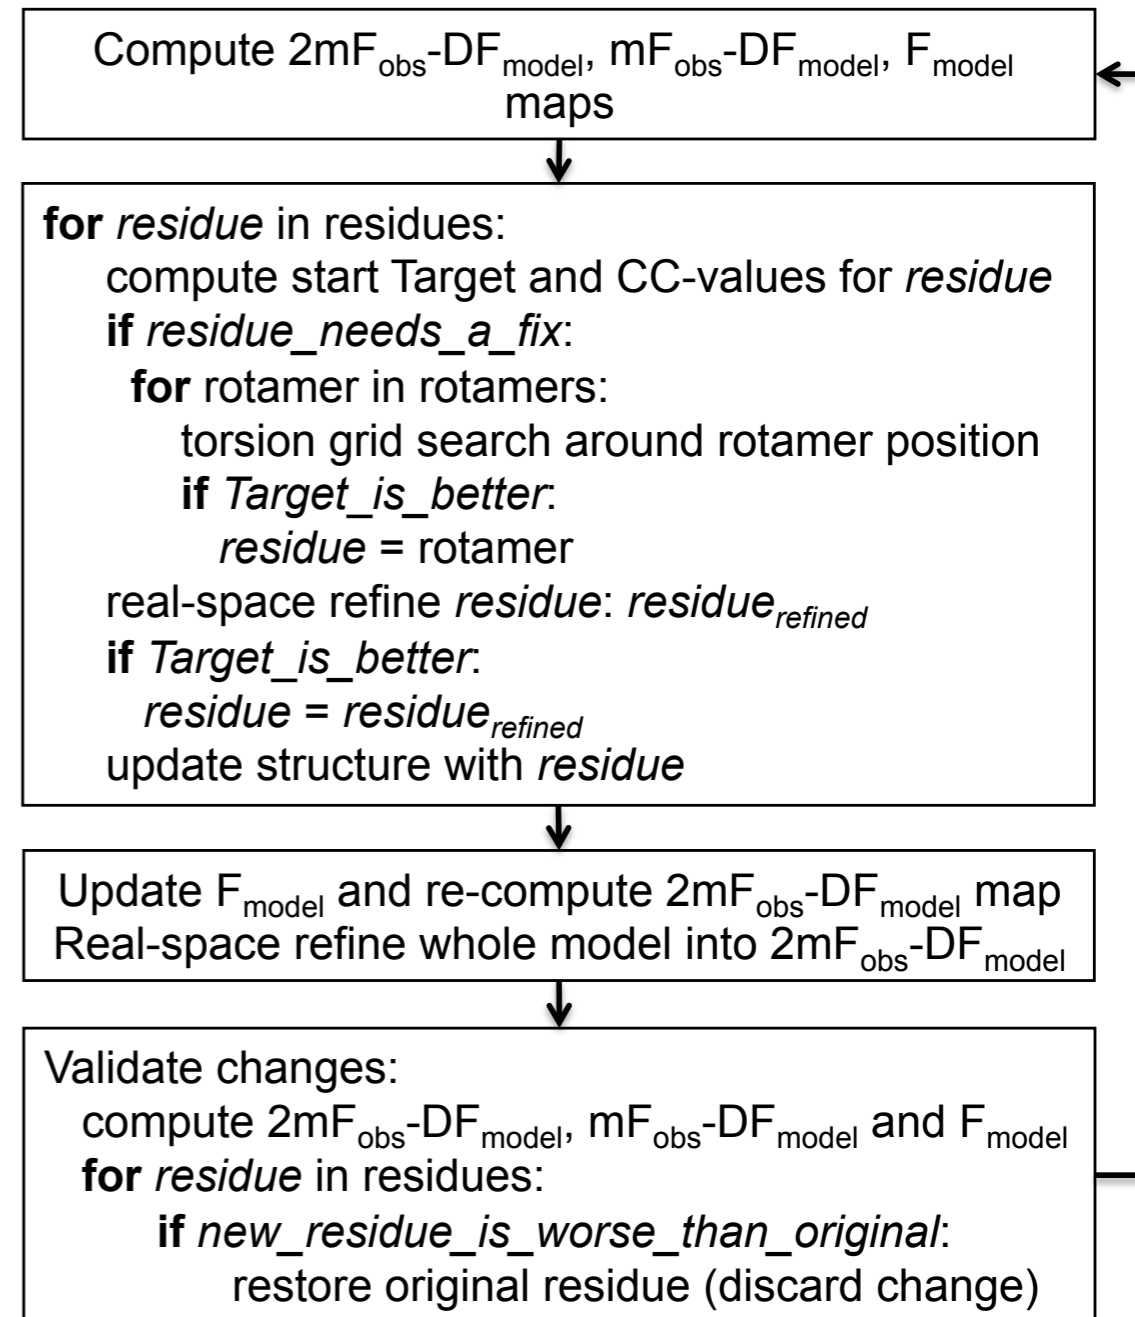 Compute 2mFobs-DFmodel, mFobs-DFmodel, Fmodel
maps
for residue in residues:
compute start Target and CC-values for residue
if residue_needs_a_fix:
for rotamer in rotamers:
torsion grid search around rotamer position
if Target_is_better:
residue = rotamer
real-space refine residue: residuerefined
if Target_is_better:
residue = residuerefined
update structure with residue
Update Fmodel and re-compute 2mFobs-DFmodel map
Real-space refine whole model into 2mFobs-DFmodel
Validate changes:
compute 2mFobs-DFmodel, mFobs-DFmodel and Fmodel
for residue in residues:
if new_residue_is_worse_than_original:
restore original residue (discard change)